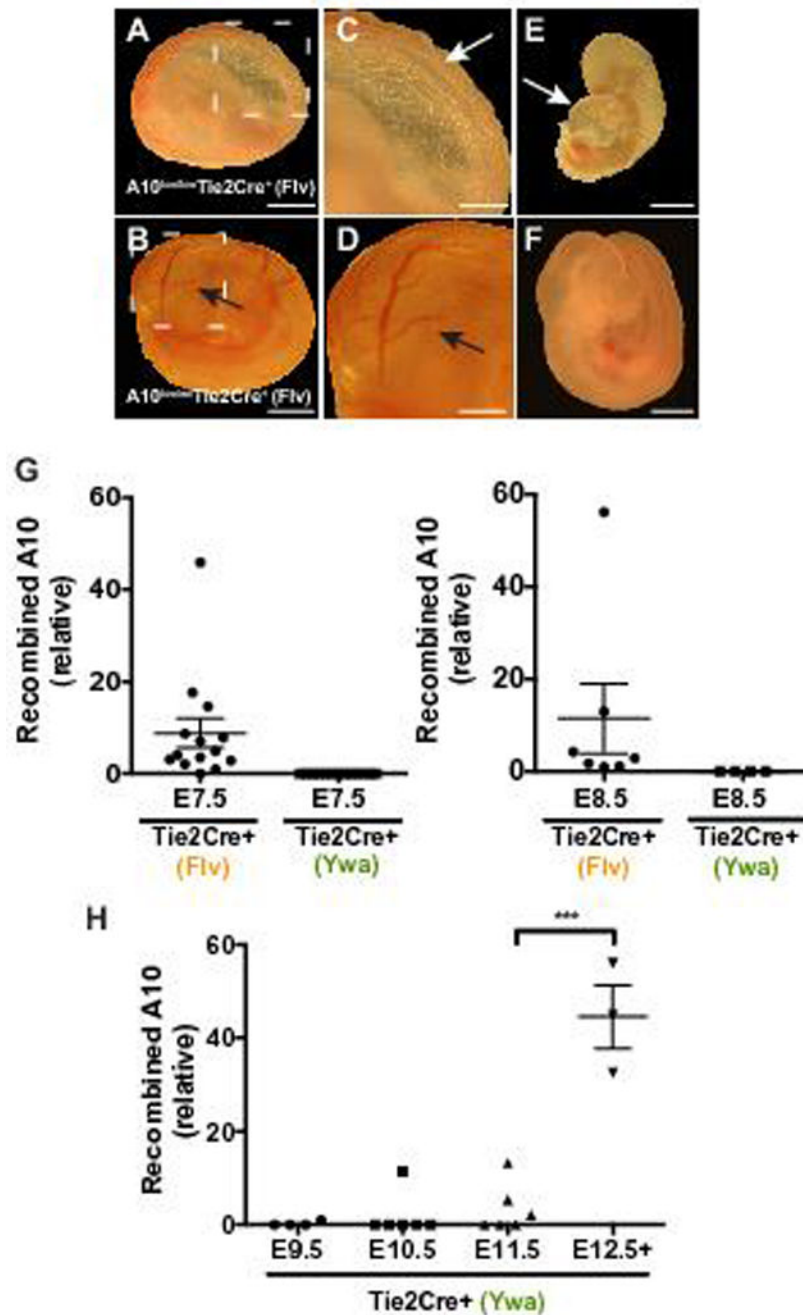 A
C
E
A10 Tie2Cre+ (Flv)
B
D
F
A10 Tie2Cre+ (Flv)
G
Recombined A10
(relative)
60
40
20
0
E7.5
E7.5
Tie2Cre+
Tie2Cre+
(Flv)
(Ywa)
Recombined A10
(relative)
60
40
20
0
E8.5
E8.5
Tie2Cre+
Tie2Cre+
(Flv)
(Ywa)
H
Recombined A10
(relative)
60
40
20
0
***
E9.5
E10.5
E11.5
E12.5+
Tie2Cre+ (Ywa)